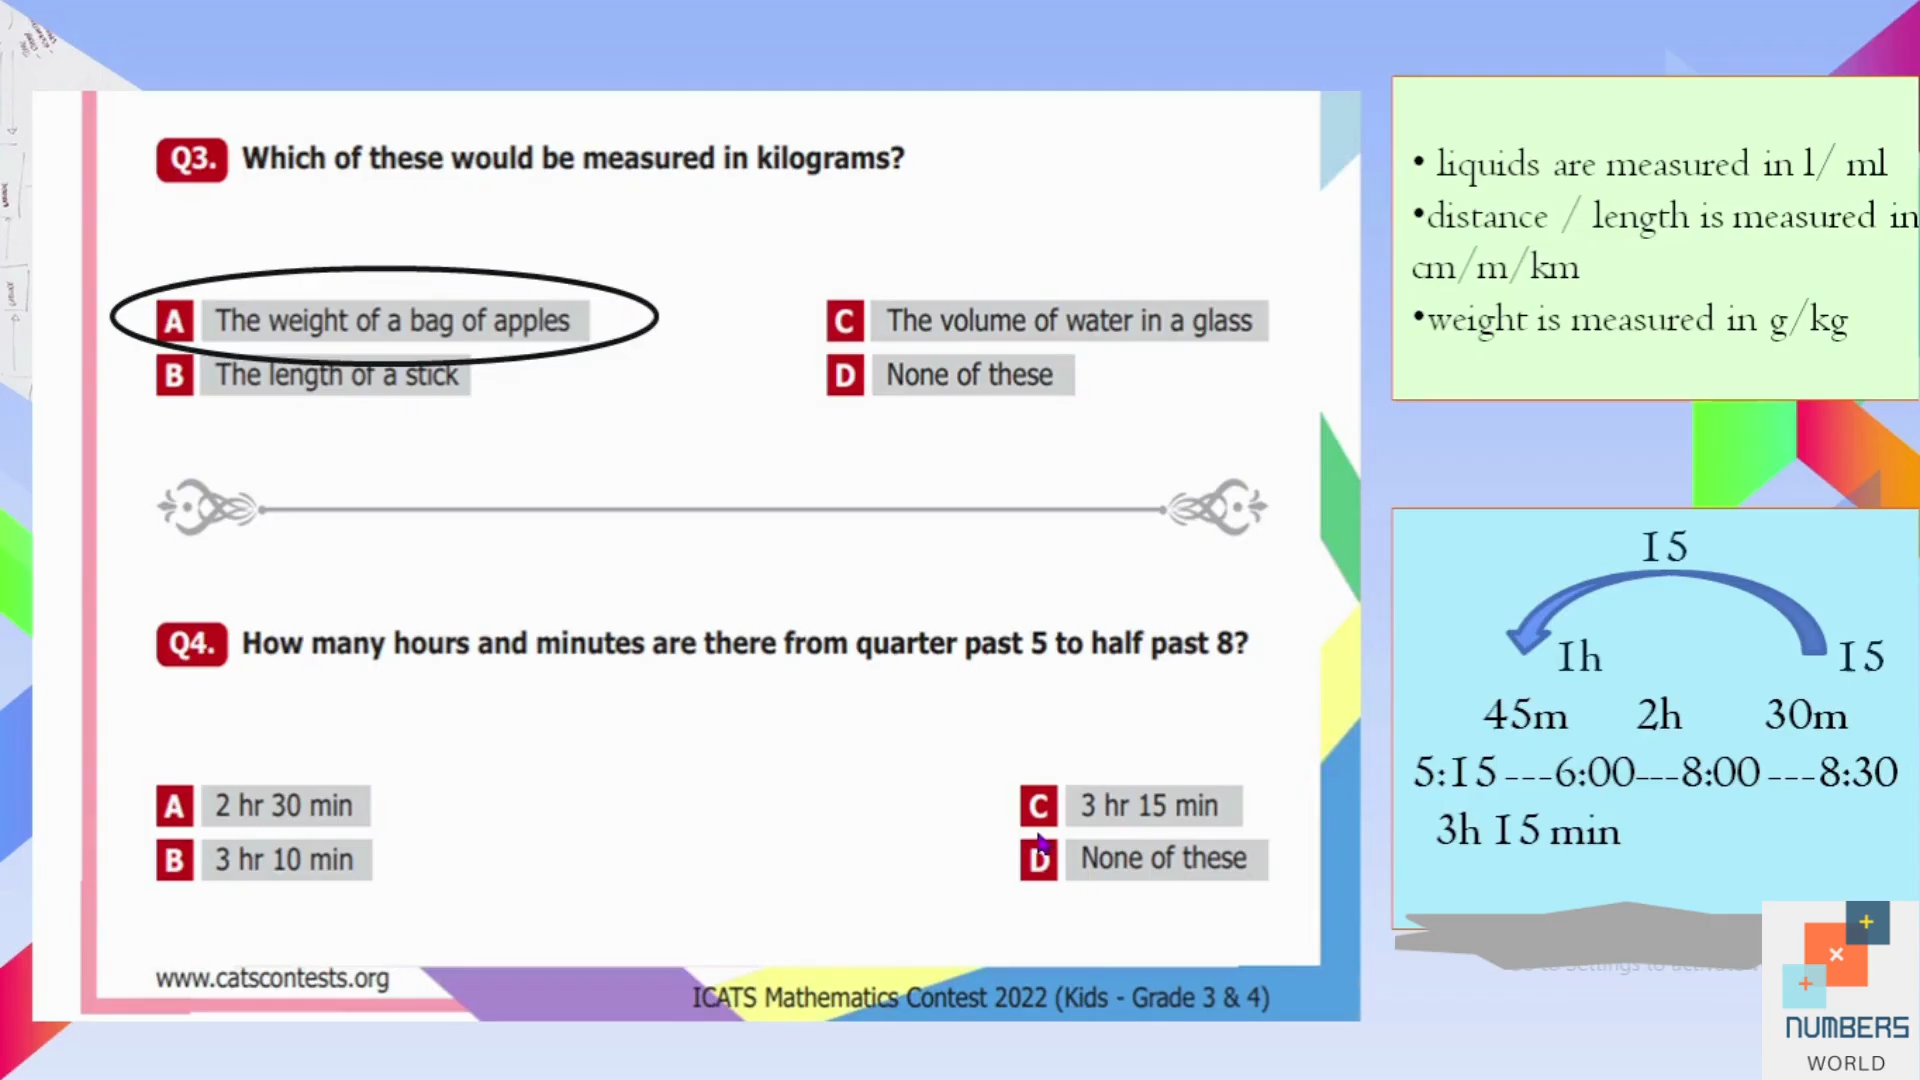 Q3. Which of these would be measured in kilograms?
A The weight of a bag of apples
B The length of a stick
C The volume of water in a glass
D None of these
Q4. How many hours and minutes are there from quarter past 5 to half past 8?
A 2 hr 30 min
B 3 hr 10 min
C 3 hr 15 min
D None of these
www.catscontests.org
ICATS Mathematics Contest 2022 (Kids - Grade 3 & 4)
• liquids are measured in l/ ml
•distance / length is measured in
cm/m/km
•weight is measured in g/kg
15
1h 15
45m 2h 30m
5:15---6:00---8:00---8:30
3h 15 min
NUMBERS
WORLD